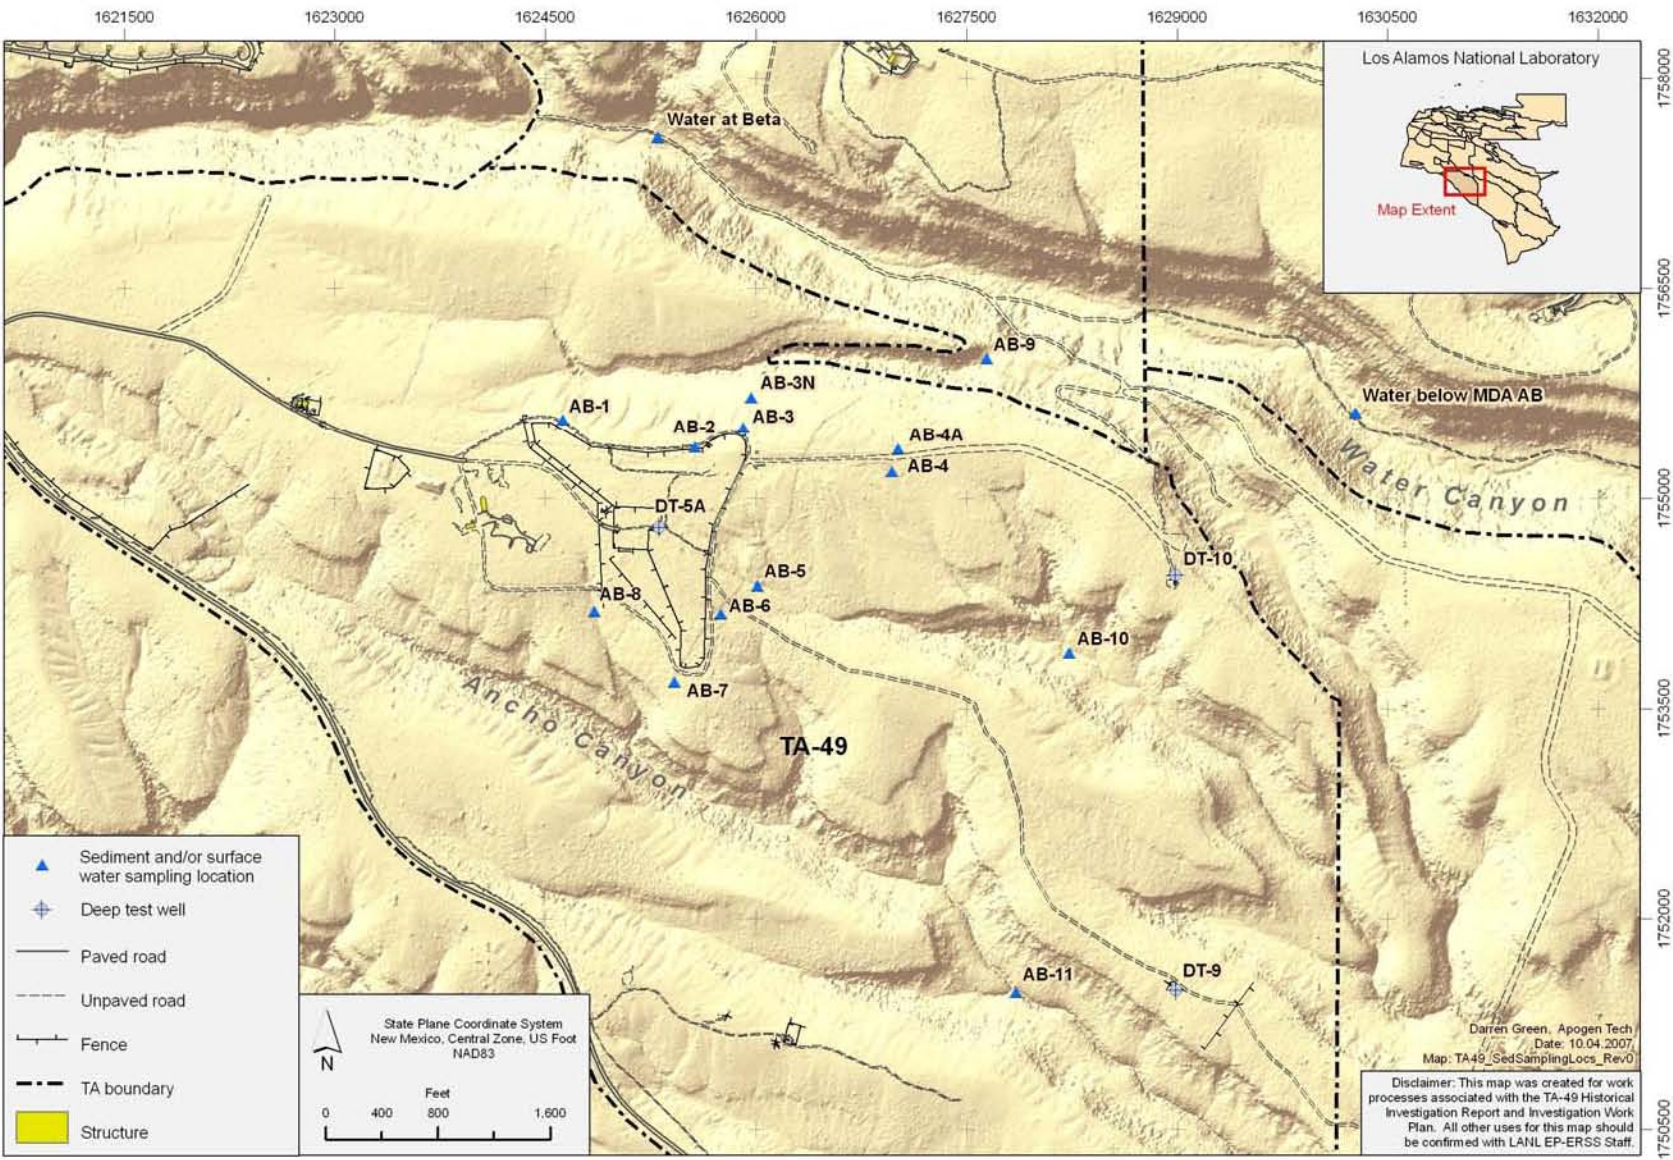 1621500
1623000
1624500
1626000
1627500
1629000
1630500
1632000
Los Alamos National Laboratory
Map Extent
1758000
1756500
1755000
1753500
1752000
1750500
Water at Beta
AB-9
AB-3N
AB-1
AB-3
AB-2
AB-4A
AB-4
Water below MDA AB
Water Canyon
DT-5A
DT-10
AB-5
AB-8
AB-6
AB-10
AB-7
Ancho Canyon
TA-49
AB-11
DT-9
Sediment and/or surface
water sampling location
Deep test well
Paved road
Unpaved road
Fence
TA boundary
Structure
N
State Plane Coordinate System
New Mexico, Central Zone, US Foot
NAD83
Feet
0 400 800 1,600
Darren Green, Apogen Tech
Date: 10.04.2007
Map: TA49_SedSamplingLocs_Rev0
Disclaimer: This map was created for work
processes associated with the TA-49 Historical
Investigation Report and Investigation Work
Plan. All other uses for this map should
be confirmed with LANL EP-ERSS Staff.